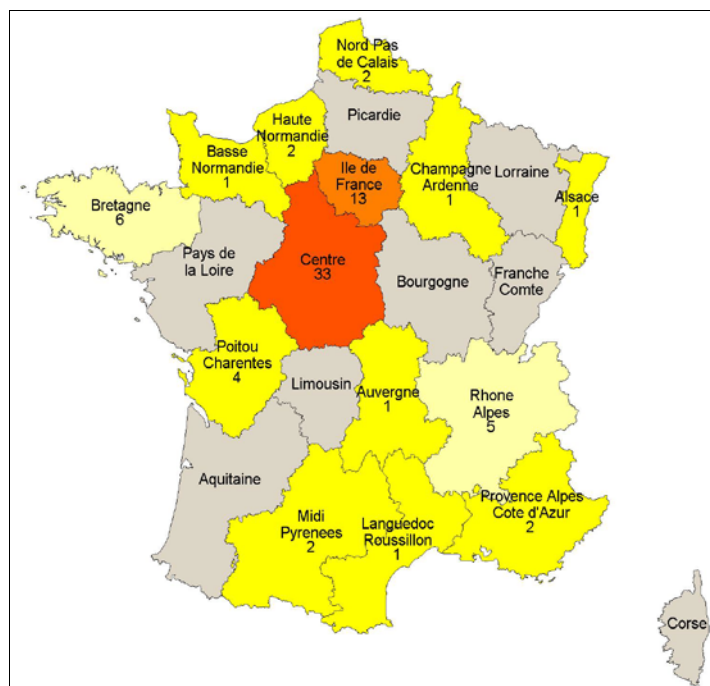 Nord Pas
de Calais
2
Picardie
Haute
Normandie
2
Basse
Normandie
1
Ile de
France
13
Champagne
Ardenne
1
Lorraine
Alsace
1
Bretagne
6
Pays de
la Loire
Centre
33
Bourgogne
Franche
Comte
Poitou
Charentes
4
Limousin
Auvergne
1
Rhone
Alpes
5
Aquitaine
Midi
Pyrenees
2
Languedoc
Roussillon
1
Provence Alpes
Cote d'Azur
2
Corse